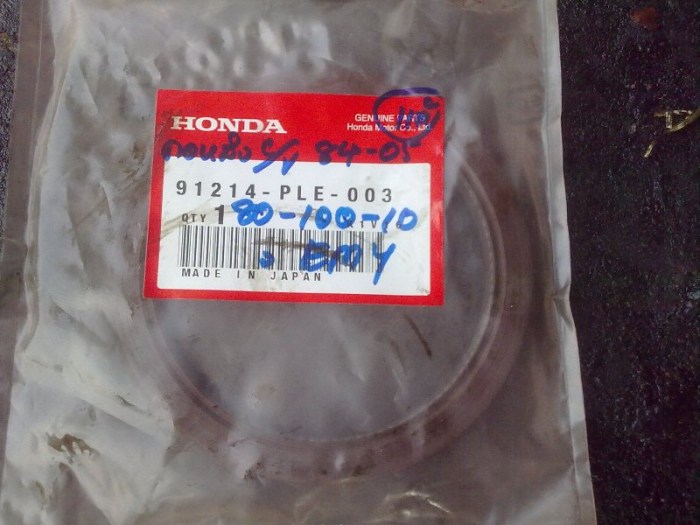 HONDA
GENUINE PARTS
Honda Motor Co., Ltd.
84-05
91214-PLE-003
QTY 1
80-100-10
MADE IN JAPAN